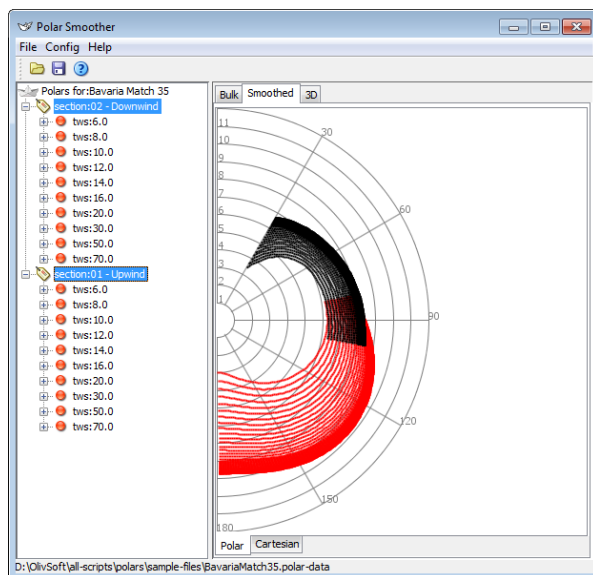 Polar Smoother
File Config Help
Polars for:Bavaria Match 35
section:02 - Downwind
tws:6.0
tws:8.0
tws:10.0
tws:12.0
tws:14.0
tws:16.0
tws:20.0
tws:30.0
tws:50.0
tws:70.0
section:01 - Upwind
tws:6.0
tws:8.0
tws:10.0
tws:12.0
tws:14.0
tws:16.0
tws:20.0
tws:30.0
tws:50.0
tws:70.0
Bulk Smoothed 3D
11
10
9
8
7
6
5
4
3
2
1
30
60
90
120
150
180
Polar Cartesian
D:\OlivSoft\all-scripts\polars\sample-files\BavariaMatch35.polar-data